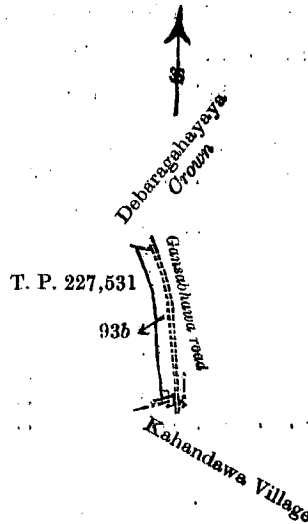 Debaragahayaya
Crown
Gansabhawa road
T. P. 227,531
93b
Kahandawa Village